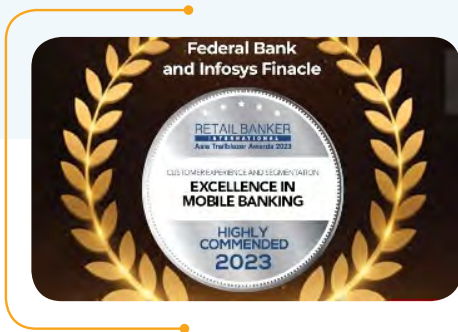 Federal Bank
and Infosys Finacle
RETAIL BANKER
INTERNATIONAL
Asia Trailblazer Awards 2023
CUSTOMER EXPERIENCE AND SEGMENTATION
EXCELLENCE IN
MOBILE BANKING
HIGHLY
COMMENDED
2023